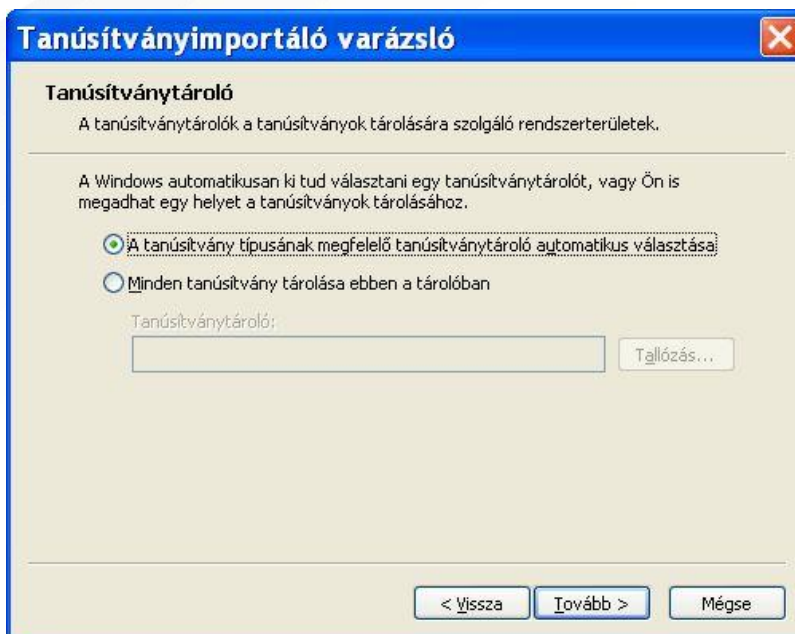 Tanúsítványimportáló varázsló
Tanúsítványtároló
A tanúsítványtárolók a tanúsítványok tárolására szolgáló rendszerterületek.
A Windows automatikusan ki tud választani egy tanúsítványtárolót, vagy Ön is
megadhat egy helyet a tanúsítványok tárolásához.
A tanúsítvány típusának megfelelő tanúsítványtároló automatikus választása
Minden tanúsítvány tárolása ebben a tárolóban
Tanúsítványtároló:
Tallózás...
< Vissza
Tovább >
Mégse